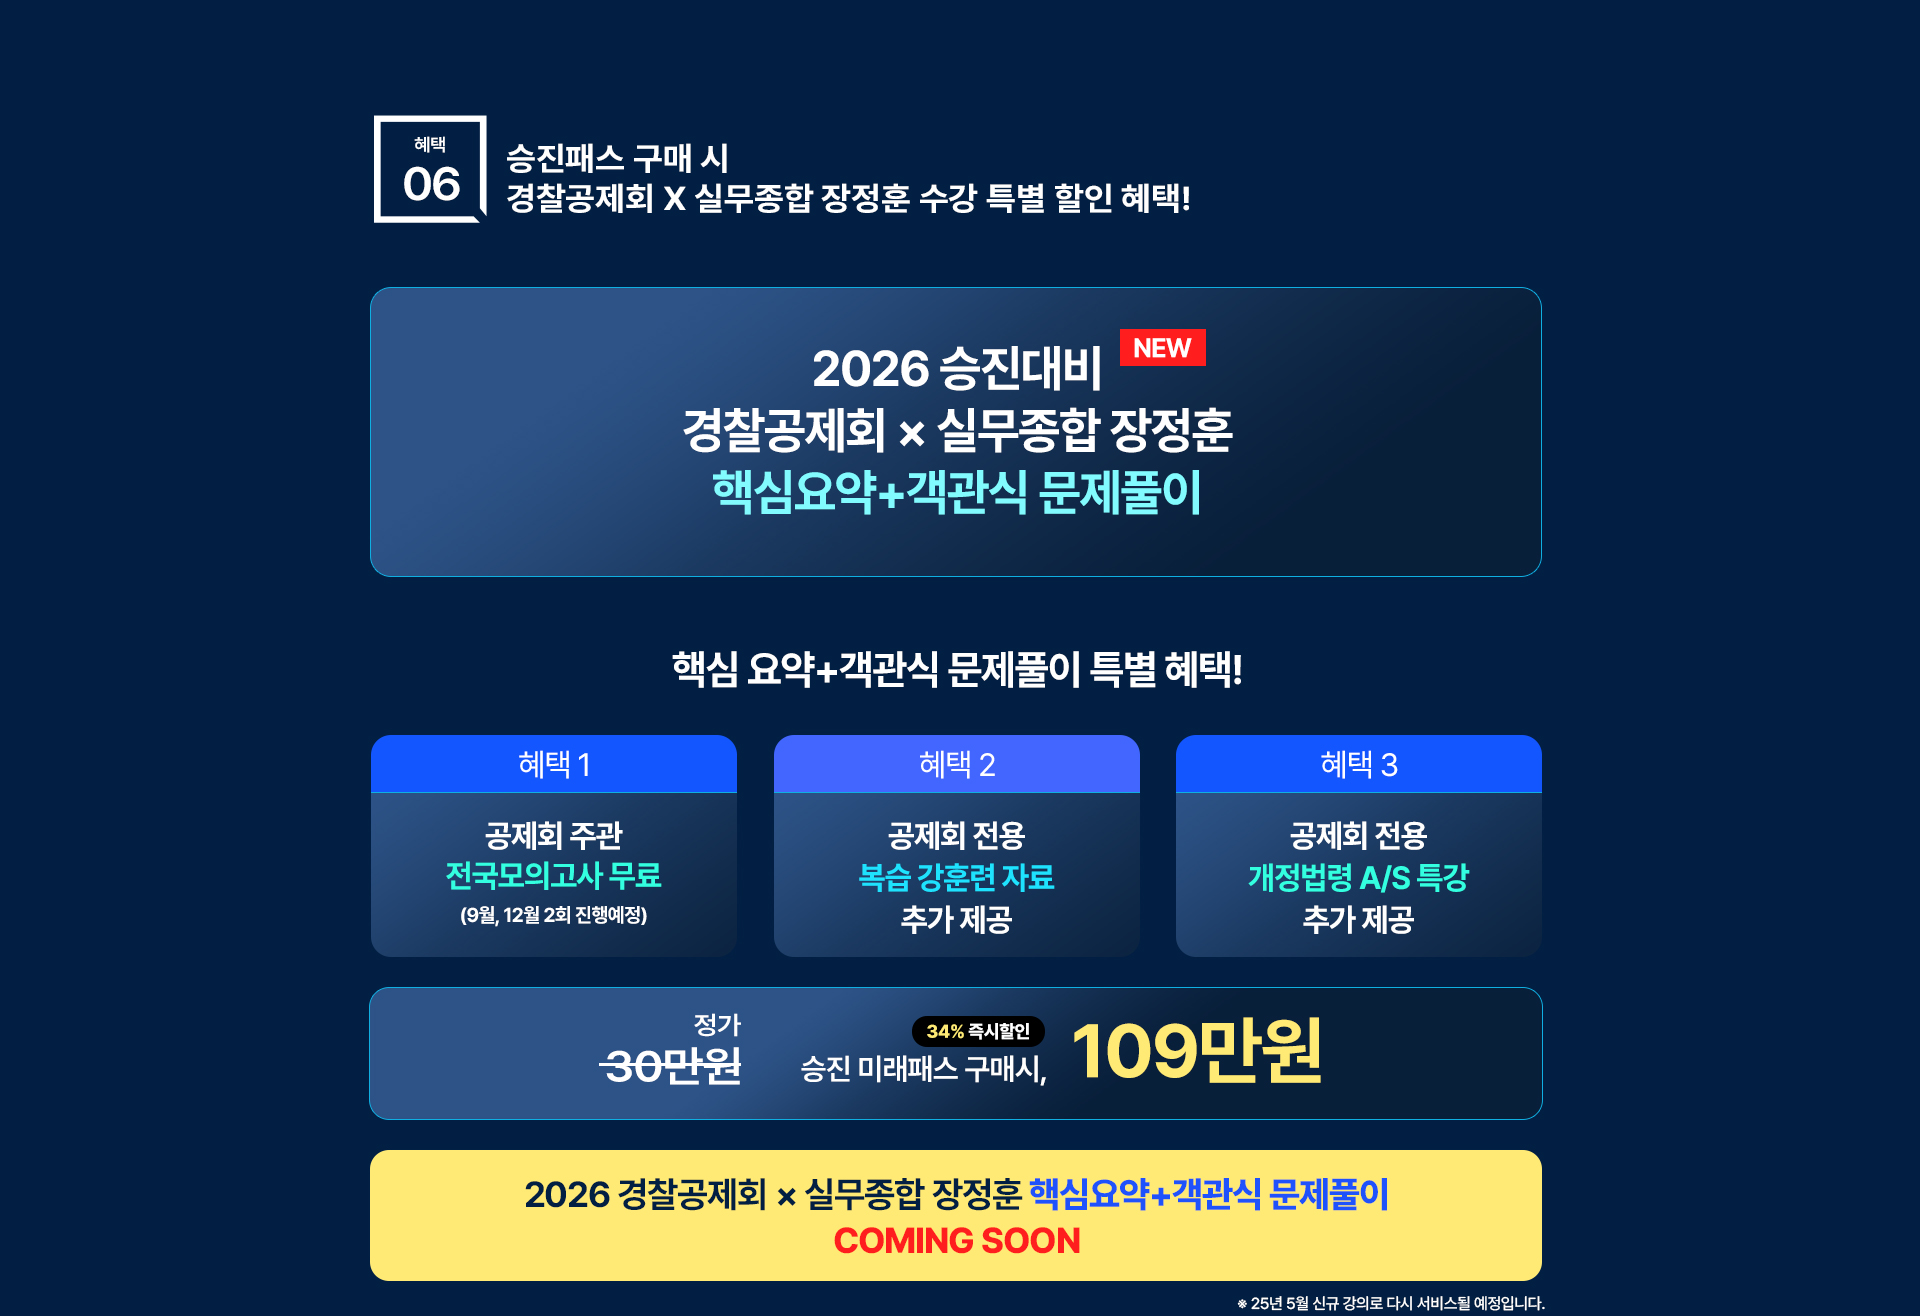 혜택
06
승진패스 구매 시
경찰공제회 X 실무종합 장정훈 수강 특별 할인 혜택!
2026 승진대비
NEW
경찰공제회 × 실무종합 장정훈
핵심요약+객관식 문제풀이
핵심 요약+객관식 문제풀이 특별 혜택!
혜택 1
공제회 주관
전국모의고사 무료
(9월, 12월 2회 진행예정)
혜택 2
공제회 전용
복습 강훈련 자료
추가 제공
혜택 3
공제회 전용
개정법령 A/S 특강
추가 제공
정가
30만원
34% 즉시할인
승진 미래패스 구매시,
109만원
2026 경찰공제회 × 실무종합 장정훈 핵심요약+객관식 문제풀이
COMING SOON
※ 25년 5월 신규 강의로 다시 서비스될 예정입니다.